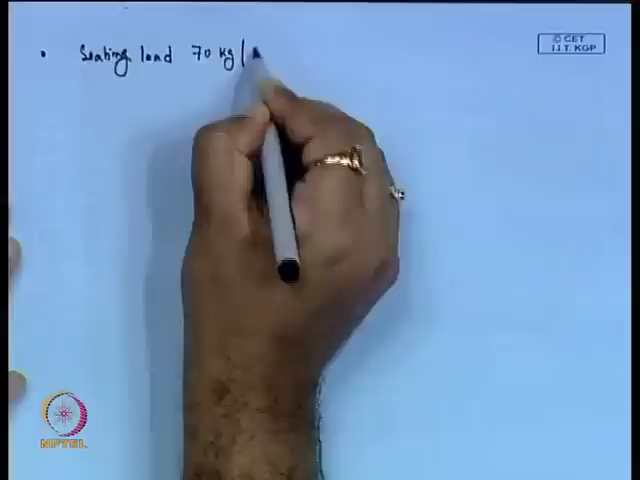 • Seating load 70 kg (
© CET
I.I.T. KGP
NPTEL